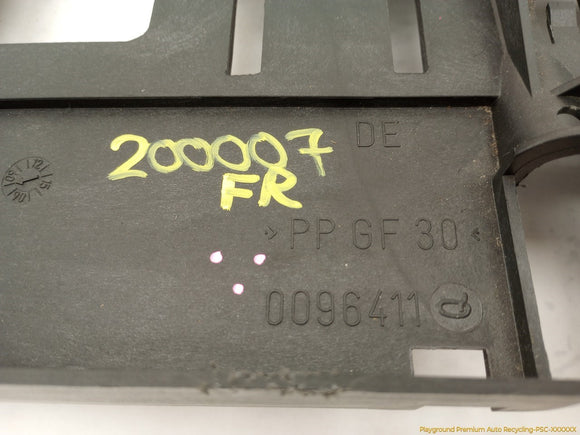 DE
200007
FR
>PP GF 30<
0096411
Playground Premium Auto Recycling-PSC-XXXXXX